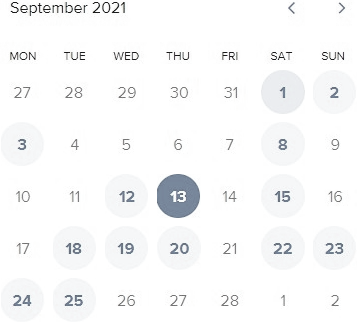 September 2021
MON TUE WED THU FRI SAT SUN
27 28 29 30 31 1 2
3 4 5 6 7 8 9
10 11 12 13 14 15 16
17 18 19 20 21 22 23
24 25 26 27 28 1 2